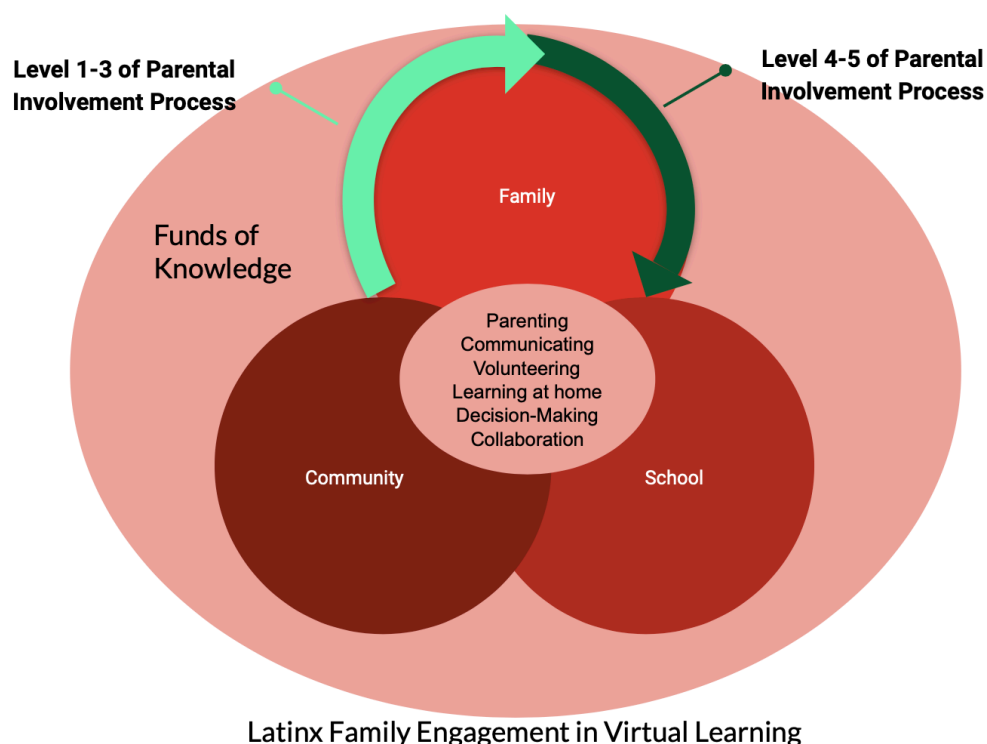 Level 1-3 of Parental
Involvement Process
Level 4-5 of Parental
Involvement Process
Family
Funds of
Knowledge
Parenting
Communicating
Volunteering
Learning at home
Decision-Making
Collaboration
Community
School
Latinx Family Engagement in Virtual Learning